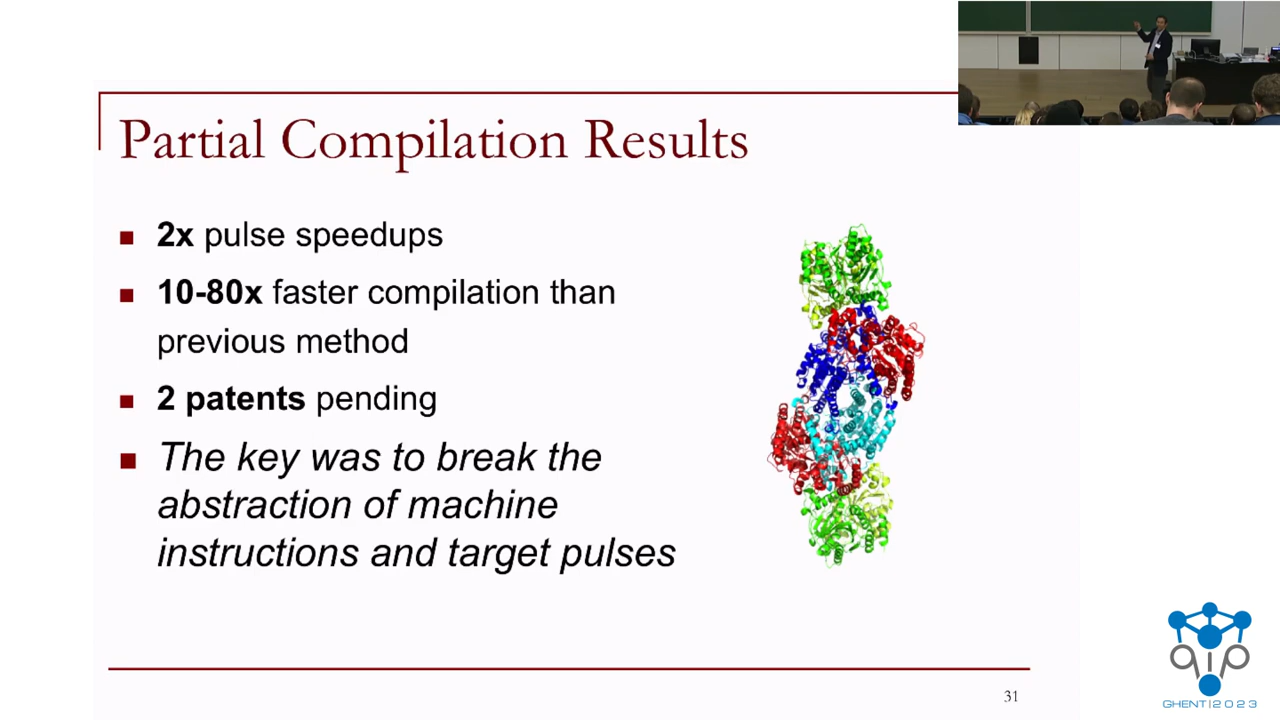 Partial Compilation Results
2x pulse speedups
10-80x faster compilation than
previous method
2 patents pending
The key was to break the
abstraction of machine
instructions and target pulses
31
qip
GHENT|2023